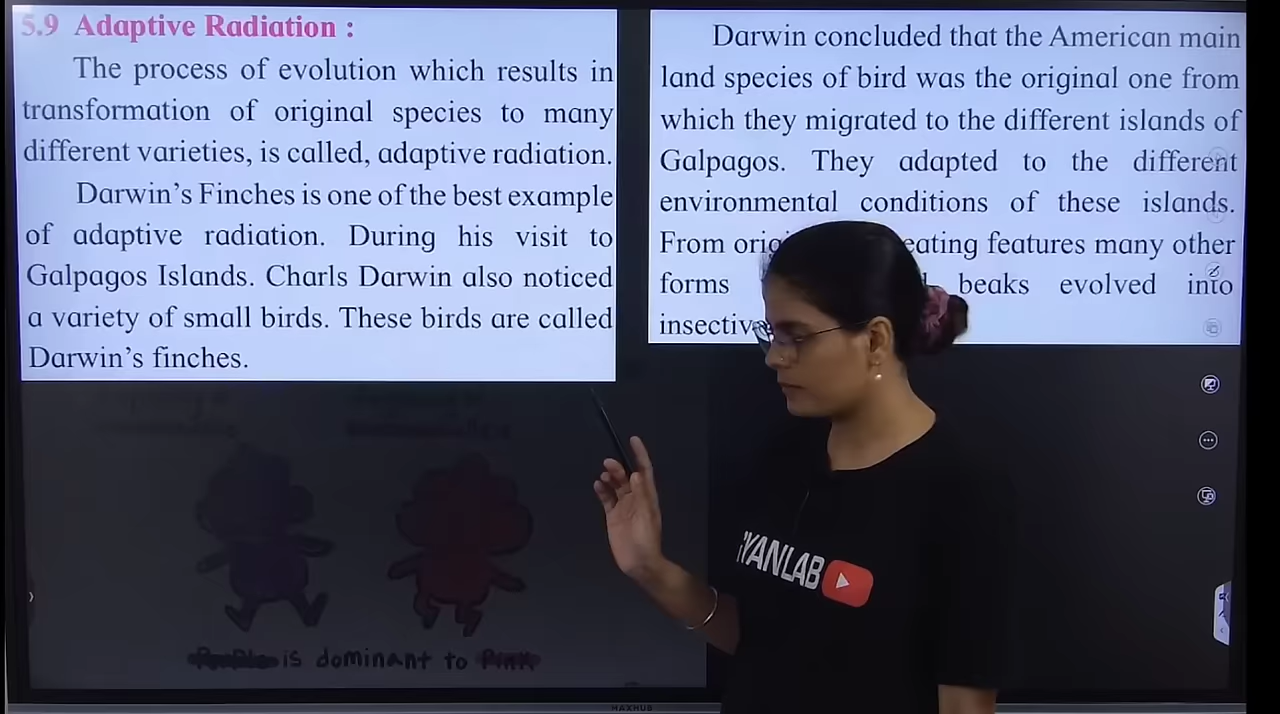 5.9 Adaptive Radiation :
The process of evolution which results in
transformation of original species to many
different varieties, is called, adaptive radiation.
Darwin's Finches is one of the best example
of adaptive radiation. During his visit to
Galpagos Islands. Charls Darwin also noticed
a variety of small birds. These birds are called
Darwin's finches.
Darwin concluded that the American main
land species of bird was the original one from
which they migrated to the different islands of
Galpagos. They adapted to the different
environmental conditions of these islands.
From eating features many other
forms beaks evolved into
is dominant to Pink
YANLAB
MAXHUB